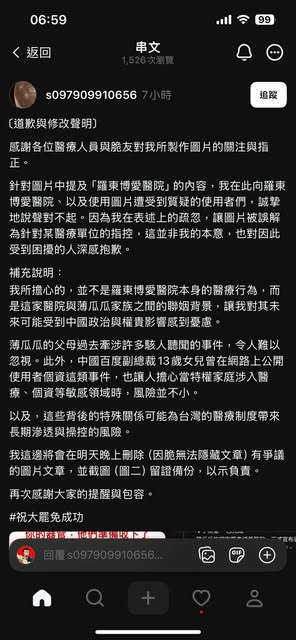 06:59
99
返回
串文
1,526次瀏覽
s097909910656 7小時
追蹤
〔道歉與修改聲明〕
感謝各位醫療人員與脆友對我所製作圖片的關注與指
正。
針對圖片中提及「羅東博愛醫院」的內容,我在此向羅東
博愛醫院、以及使用圖片遭受到質疑的使用者們,誠摯
地說聲對不起。因為我在表述上的疏忽,讓圖片被誤解
為針對某醫療單位的指控,這並非我的本意,也對因此
受到困擾的人深感抱歉。
補充說明:
我所擔心的,並不是羅東博愛醫院本身的醫療行為,而
是這家醫院與薄瓜瓜家族之間的聯姻背景,讓我對其未
來可能受到中國政治與權貴影響感到憂慮。
薄瓜瓜的父母過去牽涉許多駭人聽聞的事件,令人難以
忽視。此外,中國百度副總裁13歲女兒曾在網路上公開
使用者個資這類事件,也讓人擔心當特權家庭涉入醫
療、個資等敏感領域時,風險並不小。
以及,這些背後的特殊關係可能為台灣的醫療制度帶來
長期滲透與操控的風險。
我這邊將會在明天晚上刪除(因脆無法隱藏文章)有爭議
的圖片文章,並截圖(圖二)留證備份,以示負責。
再次感謝大家的提醒與包容。
#祝大罷免成功
你的器官,他們準備收下了
回覆 s097909910656...
GIF